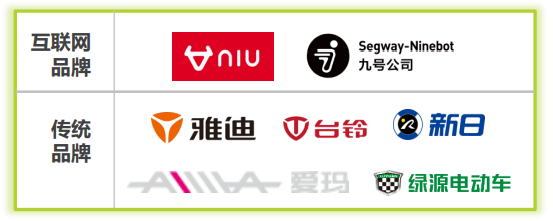 互联网
品牌
NIU
Segway-Ninebot
九号公司
传统
品牌
雅迪
台铃
新日
AIMA 爱玛
绿源电动车